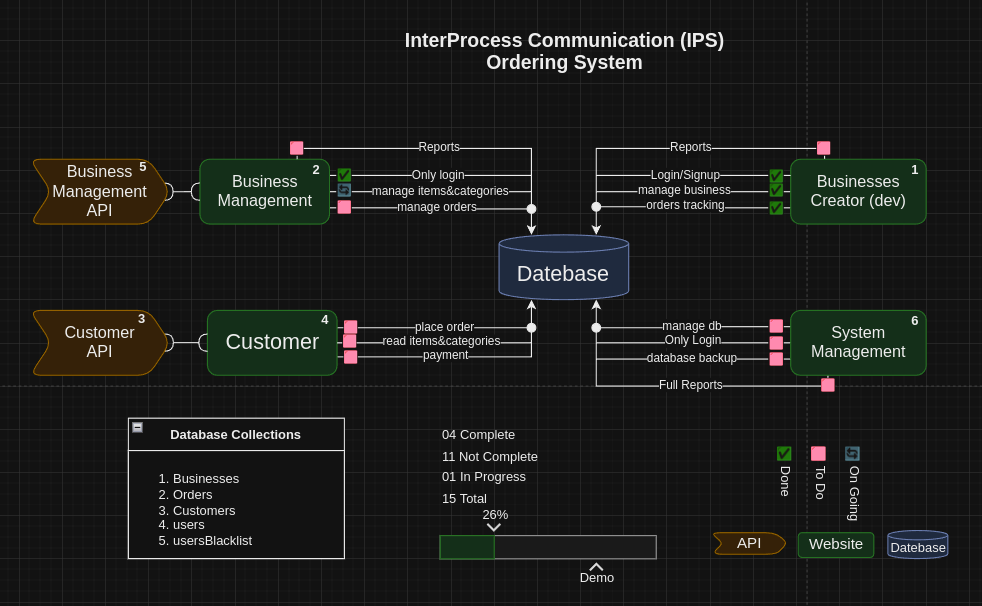 InterProcess Communication (IPS)
Ordering System
Reports
Reports
5
Business
Management
API
2
Business
Management
Only login
manage items&categories
manage orders
Login/Signup
manage business
orders tracking
1
Businesses
Creator (dev)
Datebase
3
Customer
API
4
Customer
place order
read items&categories
payment
manage db
Only Login
database backup
Full Reports
6
System
Management
Database Collections
1. Businesses
2. Orders
3. Customers
4. users
5. usersBlacklist
04 Complete
11 Not Complete
01 In Progress
15 Total
26%
Demo
Done
To Do
On Going
API
Website
Datebase